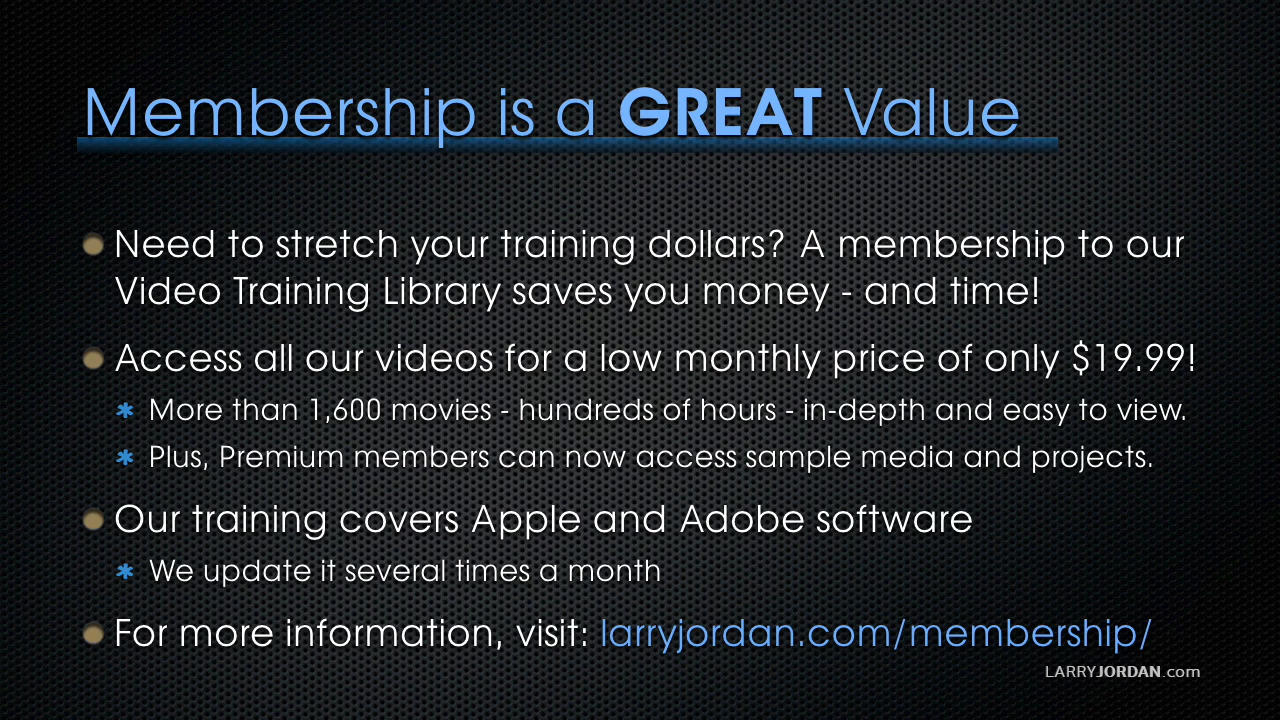 Membership is a GREAT Value
Need to stretch your training dollars? A membership to our
Video Training Library saves you money - and time!
Access all our videos for a low monthly price of only $19.99!
More than 1,600 movies - hundreds of hours - in-depth and easy to view.
Plus, Premium members can now access sample media and projects.
Our training covers Apple and Adobe software
We update it several times a month
For more information, visit: larryjordan.com/membership/
LARRYJORDAN.com